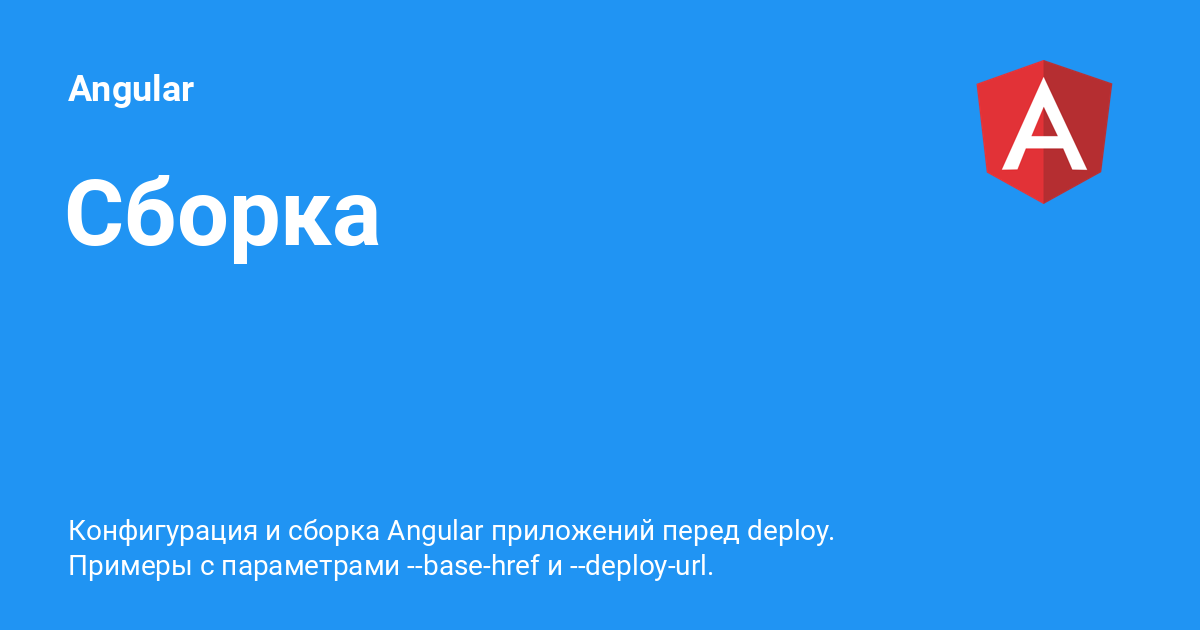 Angular
A
Сборка
Конфигурация и сборка Angular приложений перед deploy.
Примеры с параметрами --base-href и --deploy-url.